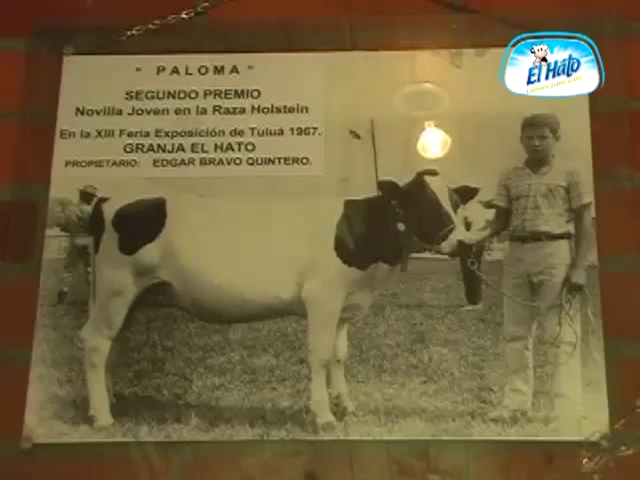 " PALOMA "
SEGUNDO PREMIO
Novilla Joven en la Raza Holstein
En la XIII Feria Exposición de Tuluá 1967.
GRANJA EL HATO
PROPIETARIO: EDGAR BRAVO QUINTERO.
El Hato